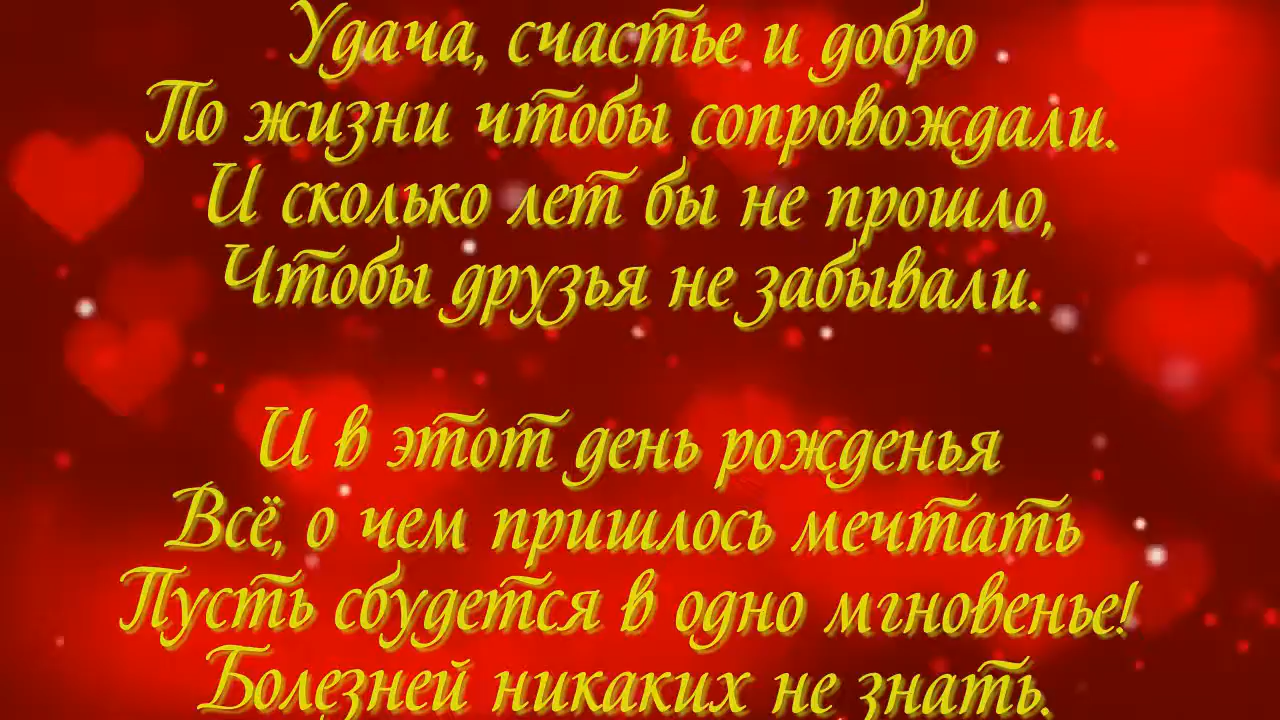 Удача, счастье и добро
По жизни чтобы сопровождали.
И сколько лет бы не прошло,
Чтобы друзья не забывали.
И в этот день рожденья
Всё, о чем пришлось мечтать
Пусть сбудется в одно мгновенье!
Болезней никаких не знать.